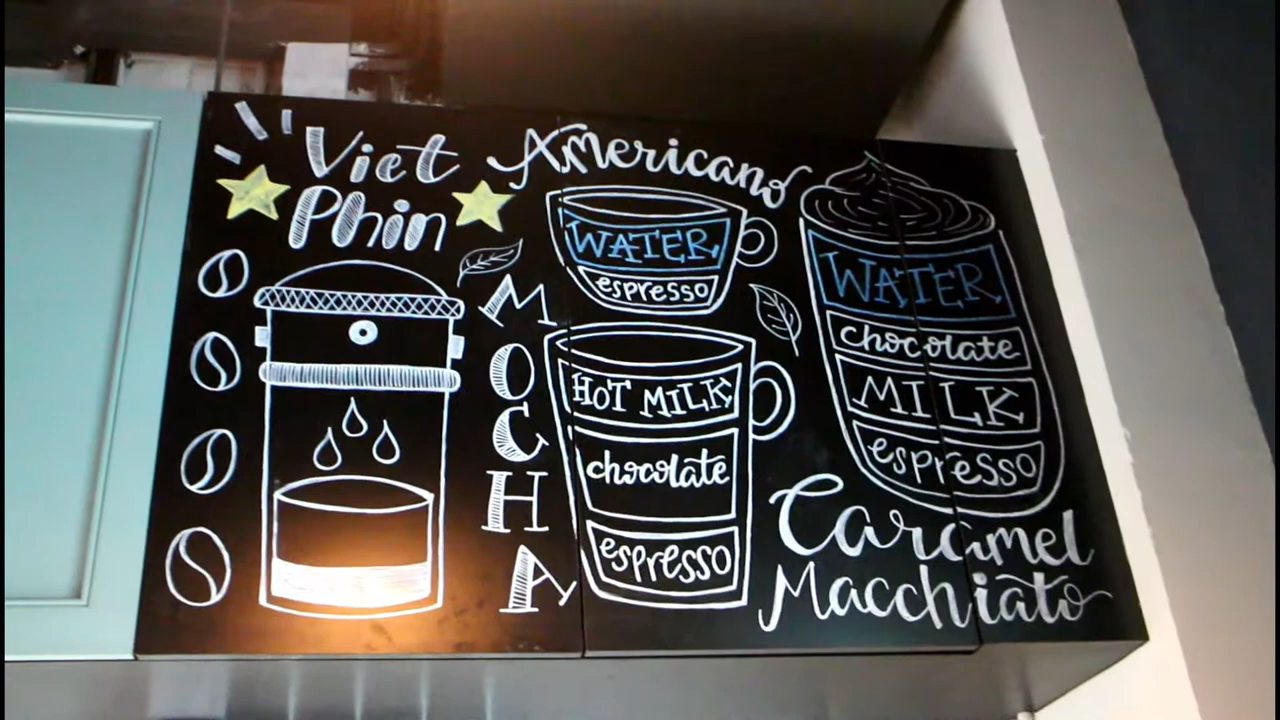 Viet
Phin
Americano
WATER
espresso
MOCHA
HOT MILK
chocolate
espresso
WATER
chocolate
MILK
espresso
Caramel
Macchiato